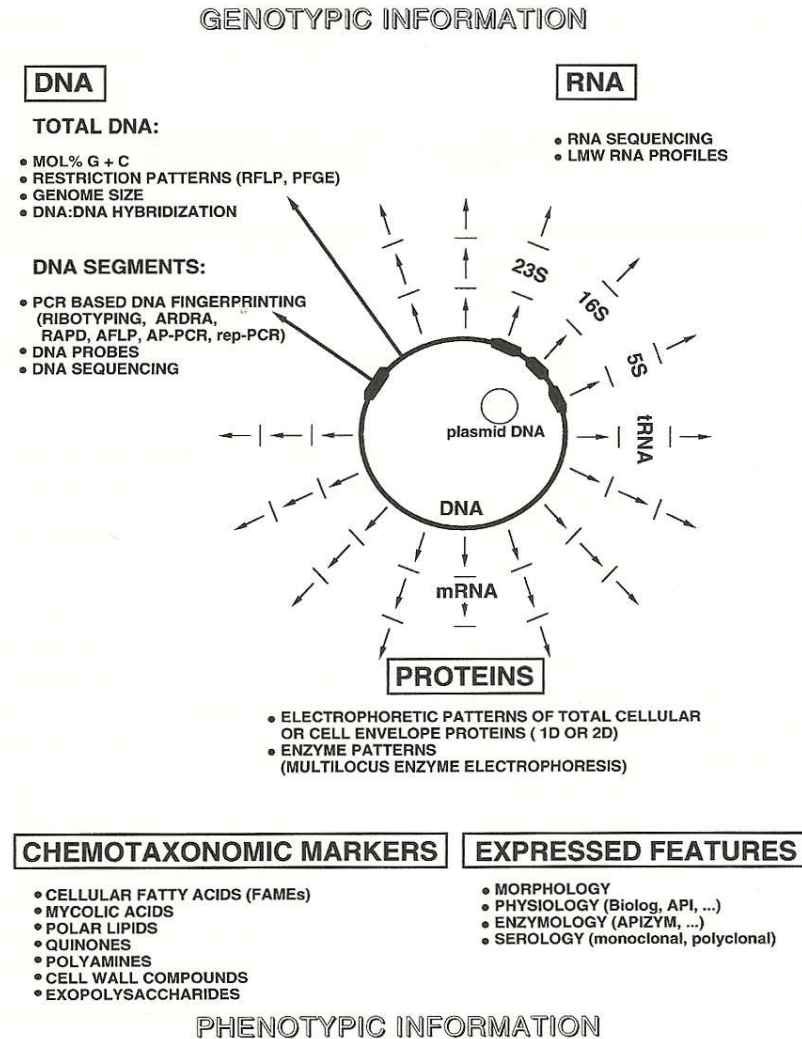 GENOTYPIC INFORMATION
DNA
TOTAL DNA:
• MOL% G + C
• RESTRICTION PATTERNS (RFLP, PFGE)
• GENOME SIZE
• DNA:DNA HYBRIDIZATION
DNA SEGMENTS:
• PCR BASED DNA FINGERPRINTING
(RIBOTYPING, ARDRA,
RAPD, AFLP, AP-PCR, rep-PCR)
• DNA PROBES
• DNA SEQUENCING
RNA
• RNA SEQUENCING
• LMW RNA PROFILES
23S
16S
5S
tRNA
plasmid DNA
DNA
mRNA
PROTEINS
• ELECTROPHORETIC PATTERNS OF TOTAL CELLULAR
OR CELL ENVELOPE PROTEINS ( 1D OR 2D)
• ENZYME PATTERNS
(MULTILOCUS ENZYME ELECTROPHORESIS)
CHEMOTAXONOMIC MARKERS
• CELLULAR FATTY ACIDS (FAMEs)
• MYCOLIC ACIDS
• POLAR LIPIDS
• QUINONES
• POLYAMINES
• CELL WALL COMPOUNDS
• EXOPOLYSACCHARIDES
EXPRESSED FEATURES
• MORPHOLOGY
• PHYSIOLOGY (Biolog, API, ...)
• ENZYMOLOGY (APIZYM, ...)
• SEROLOGY (monoclonal, polyclonal)
PHENOTYPIC INFORMATION